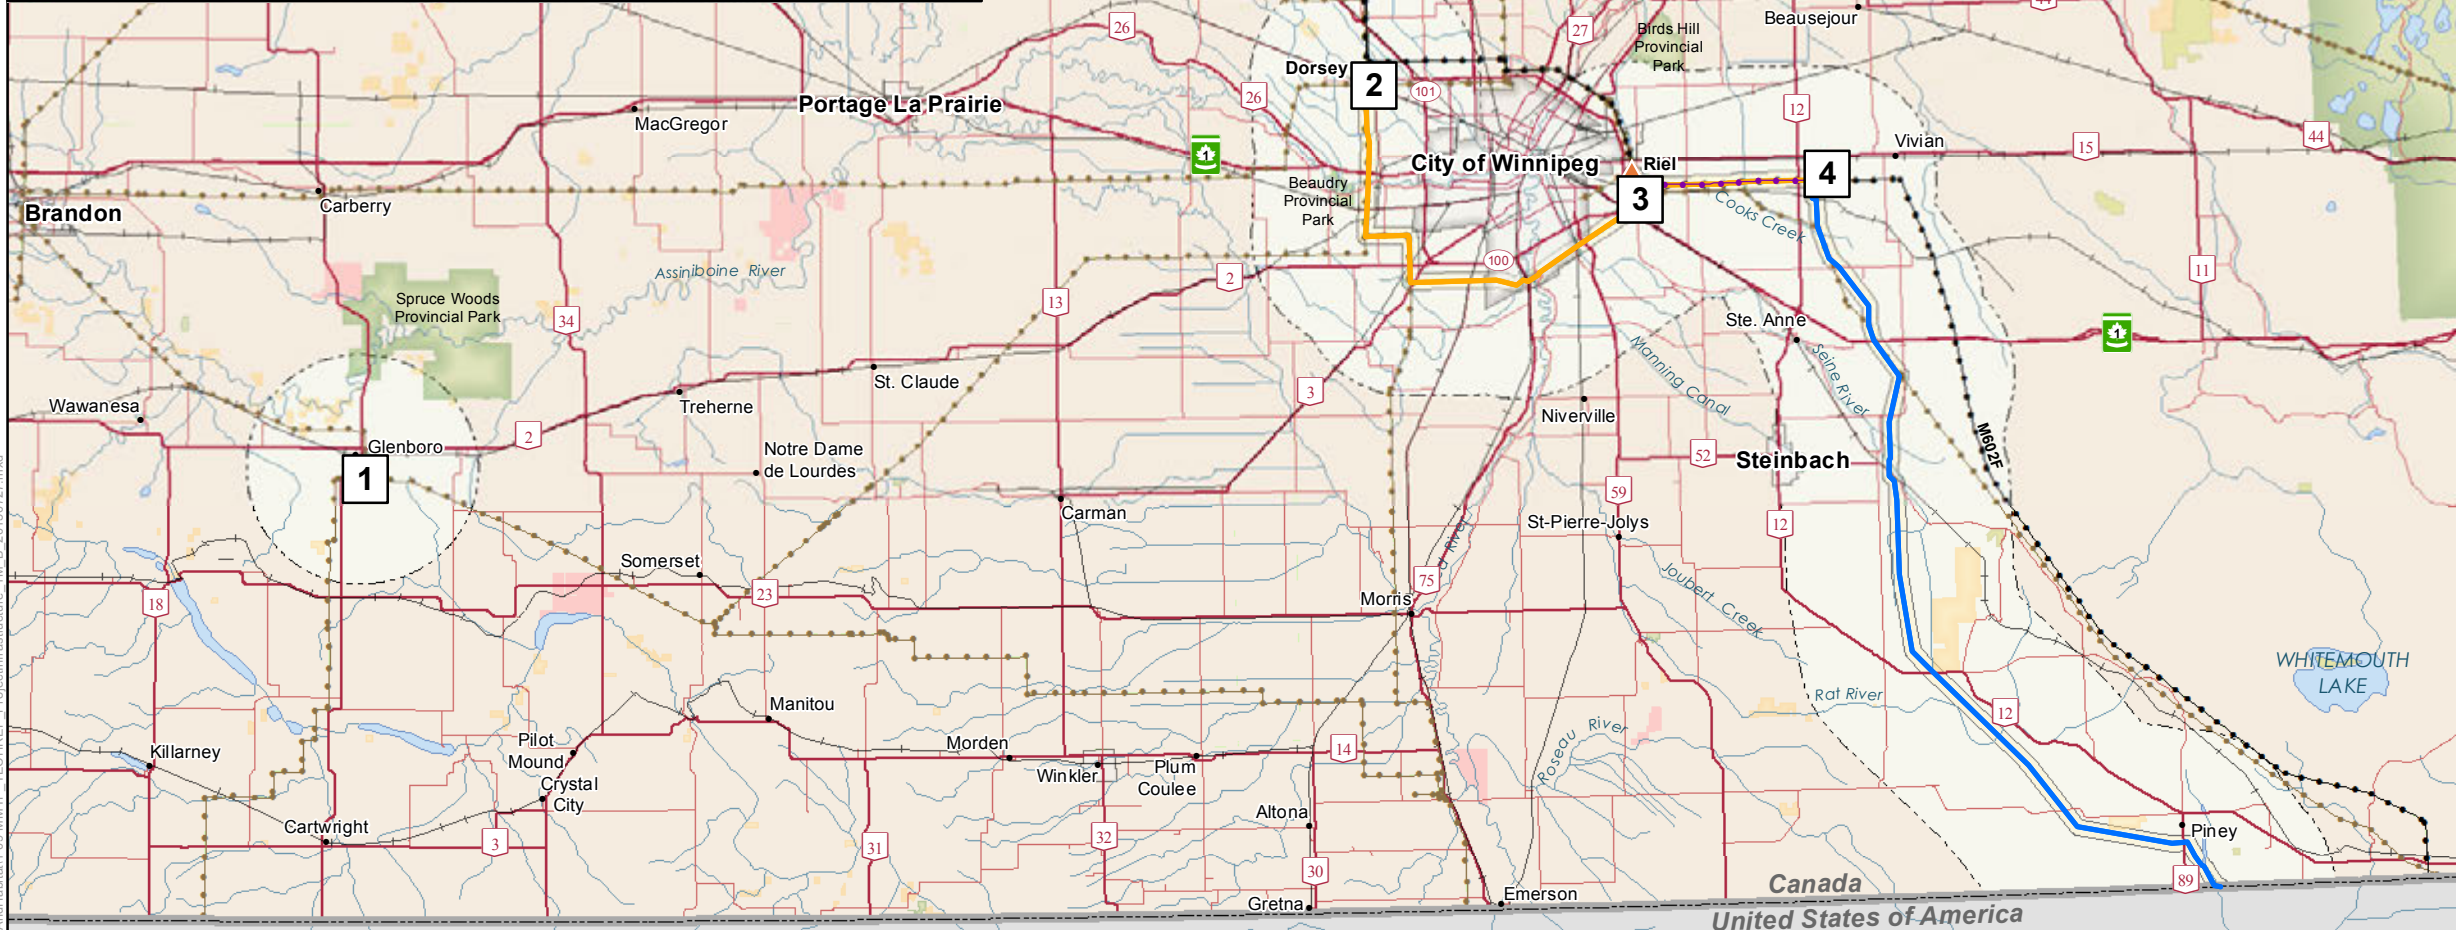 26
27
Birds Hill
Provincial
Park
Beausejour
44
Dorsey
2
101
26
12
Portage La Prairie
MacGregor
1
City of Winnipeg
Riel
4
Vivian
15
44
3
Beaudry
Provincial
Park
Cooks Creek
Brandon
Carberry
Assiniboine River
2
100
11
Spruce Woods
Provincial Park
34
13
Ste. Anne
1
Manning Canal
Seine River
St. Claude
3
Treherne
Wawanesa
Niverville
Glenboro
2
Notre Dame
de Lourdes
52
Steinbach
M602F
1
59
Carman
St-Pierre-Jolys
12
River
Somerset
75
23
18
Morris
Joubert Creek
WHITEMOUTH
LAKE
Rat River
Manitou
12
Roseau River
Killarney
Pilot
Mound
Morden
14
Winkler
Plum
Coulee
Crystal
City
Altona
Cartwright
3
31
32
Piney
30
89
Gretna
Emerson
Canada
United States of America